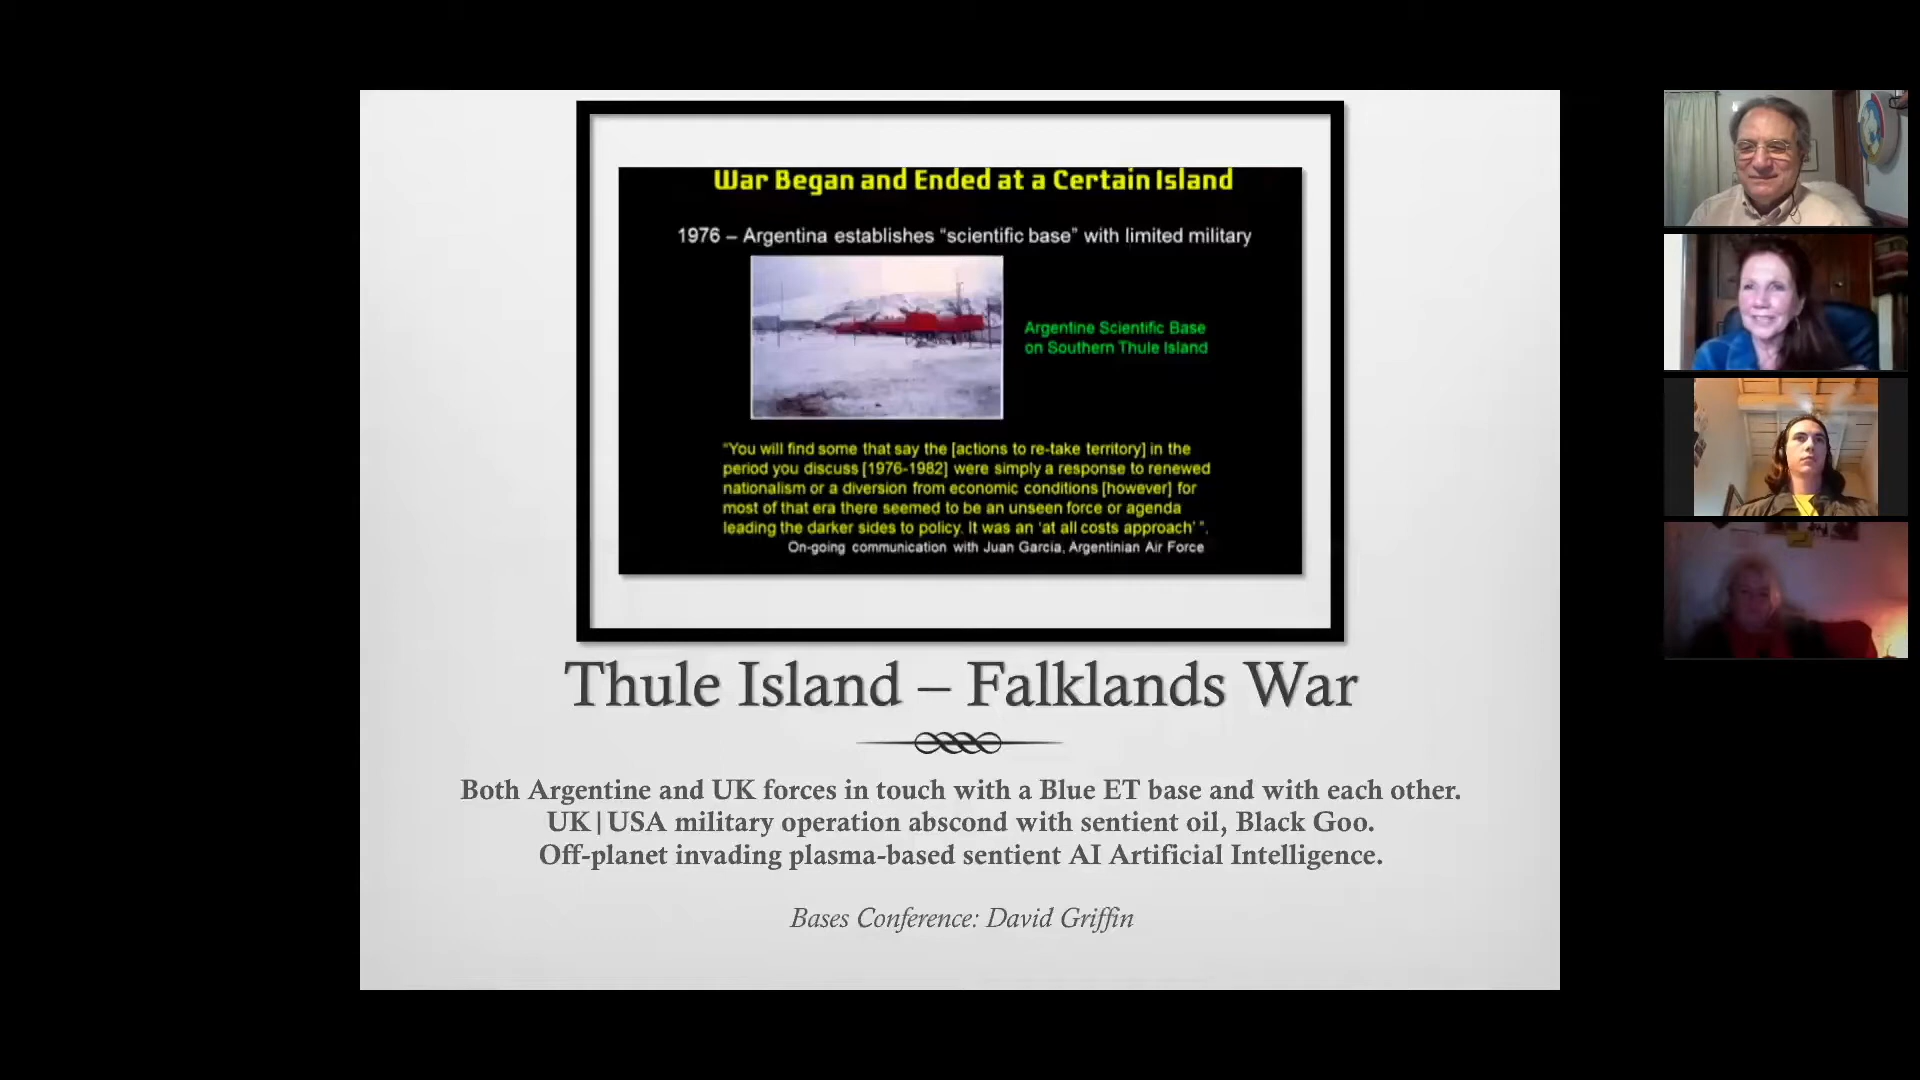 War Began and Ended at a Certain Island
1976 – Argentina establishes "scientific base" with limited military
Argentine Scientific Base
on Southern Thule Island
"You will find some that say the [actions to re-take territory] in the
period you discuss [1976-1982] were simply a response to renewed
nationalism or a diversion from economic conditions [however] for
most of that era there seemed to be an unseen force or agenda
leading the darker sides to policy. It was an 'at all costs approach' ".
On-going communication with Juan Garcia, Argentinian Air Force
Thule Island – Falklands War
Both Argentine and UK forces in touch with a Blue ET base and with each other.
UK|USA military operation abscond with sentient oil, Black Goo.
Off-planet invading plasma-based sentient AI Artificial Intelligence.
Bases Conference: David Griffin